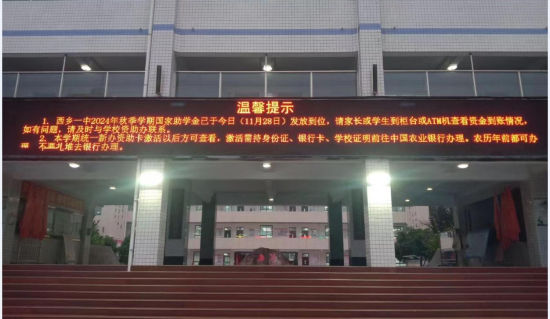 温馨提示
1. 西乡一中2024年秋季学期国家助学金已于今日（11月28日）发放到位，请家长或学生到柜台或ATM机查看资金到账情况，
如有问题，请及时与学校资助办联系。
2. 本学期统一新办资助卡激活以后方可查看，激活需持身份证、银行卡、学校证明前往中国农业银行办理。农历年前都可办
理，不要扎堆去银行办理。